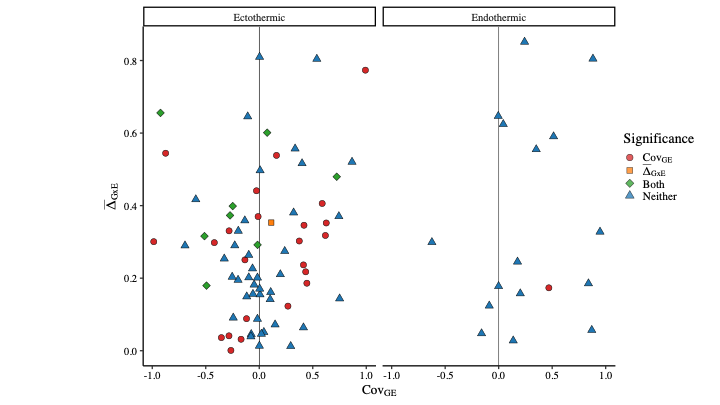 Ectothermic Endothermic
0.8
0.6
0.4
0.2
0.0
Δ̅GxE
-1.0 -0.5 0.0 0.5 1.0 -1.0 -0.5 0.0 0.5 1.0
CovGE
Significance
CovGE
Δ̅GxE
Both
Neither